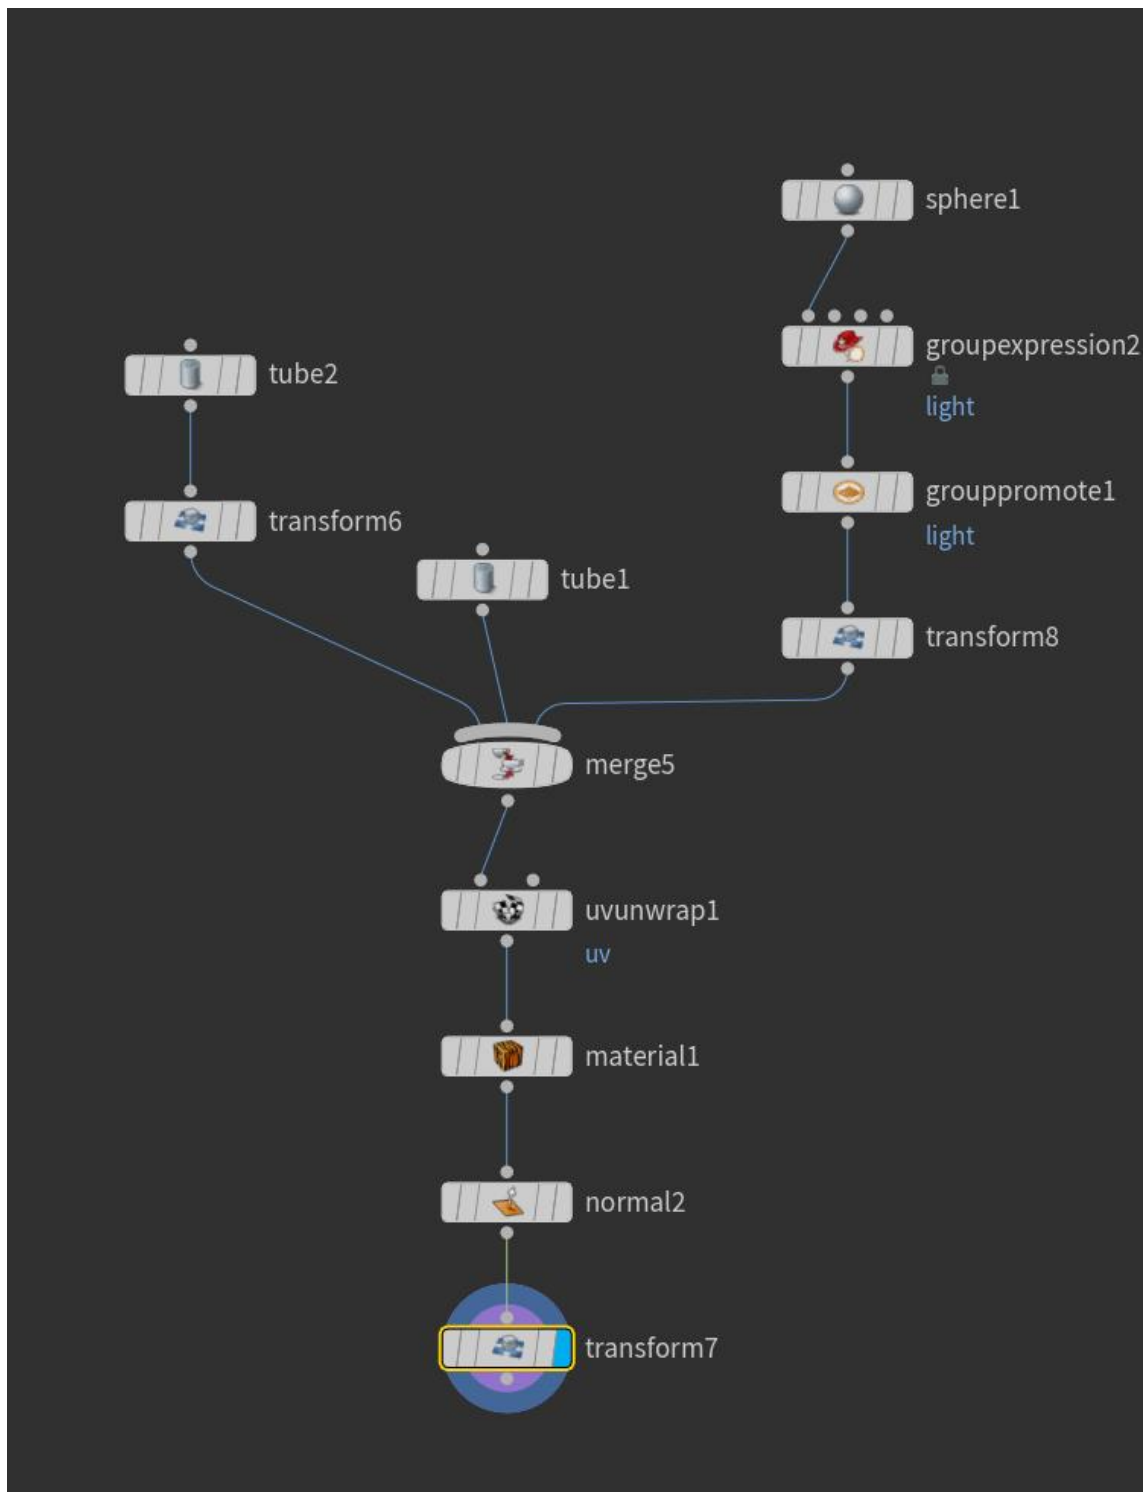 sphere1
groupexpression2
light
tube2
grouppromote1
light
transform6
tube1
transform8
merge5
uvunwrap1
uv
material1
normal2
transform7